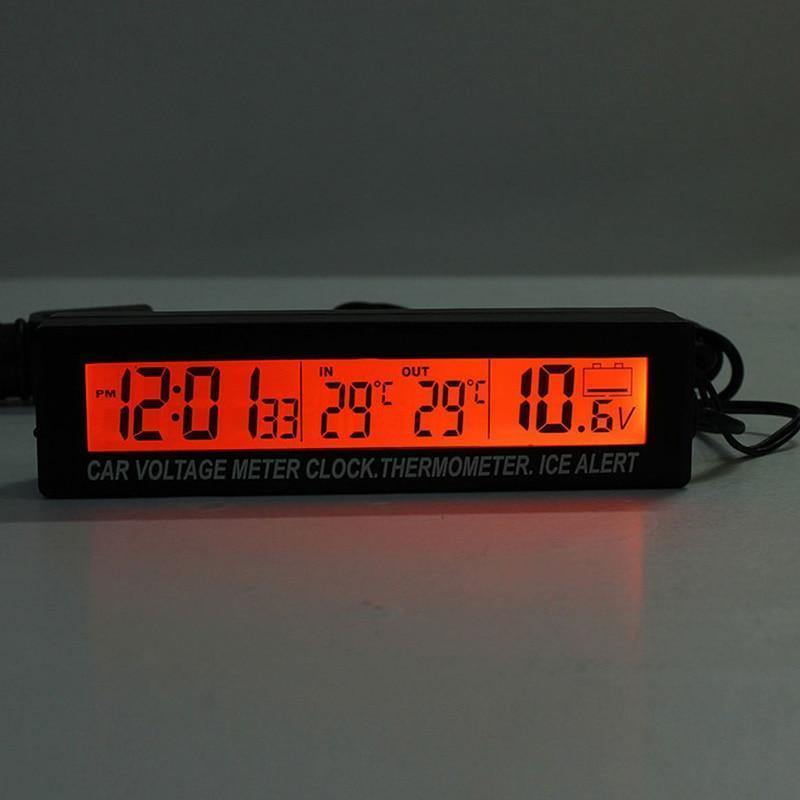 IN OUT
PM 12:01 33 29°C 29°C 10.6V
CAR VOLTAGE METER CLOCK.THERMOMETER. ICE ALERT